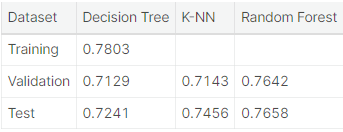 Dataset Decision Tree K-NN Random Forest
Training 0.7803
Validation 0.7129 0.7143 0.7642
Test 0.7241 0.7456 0.7658